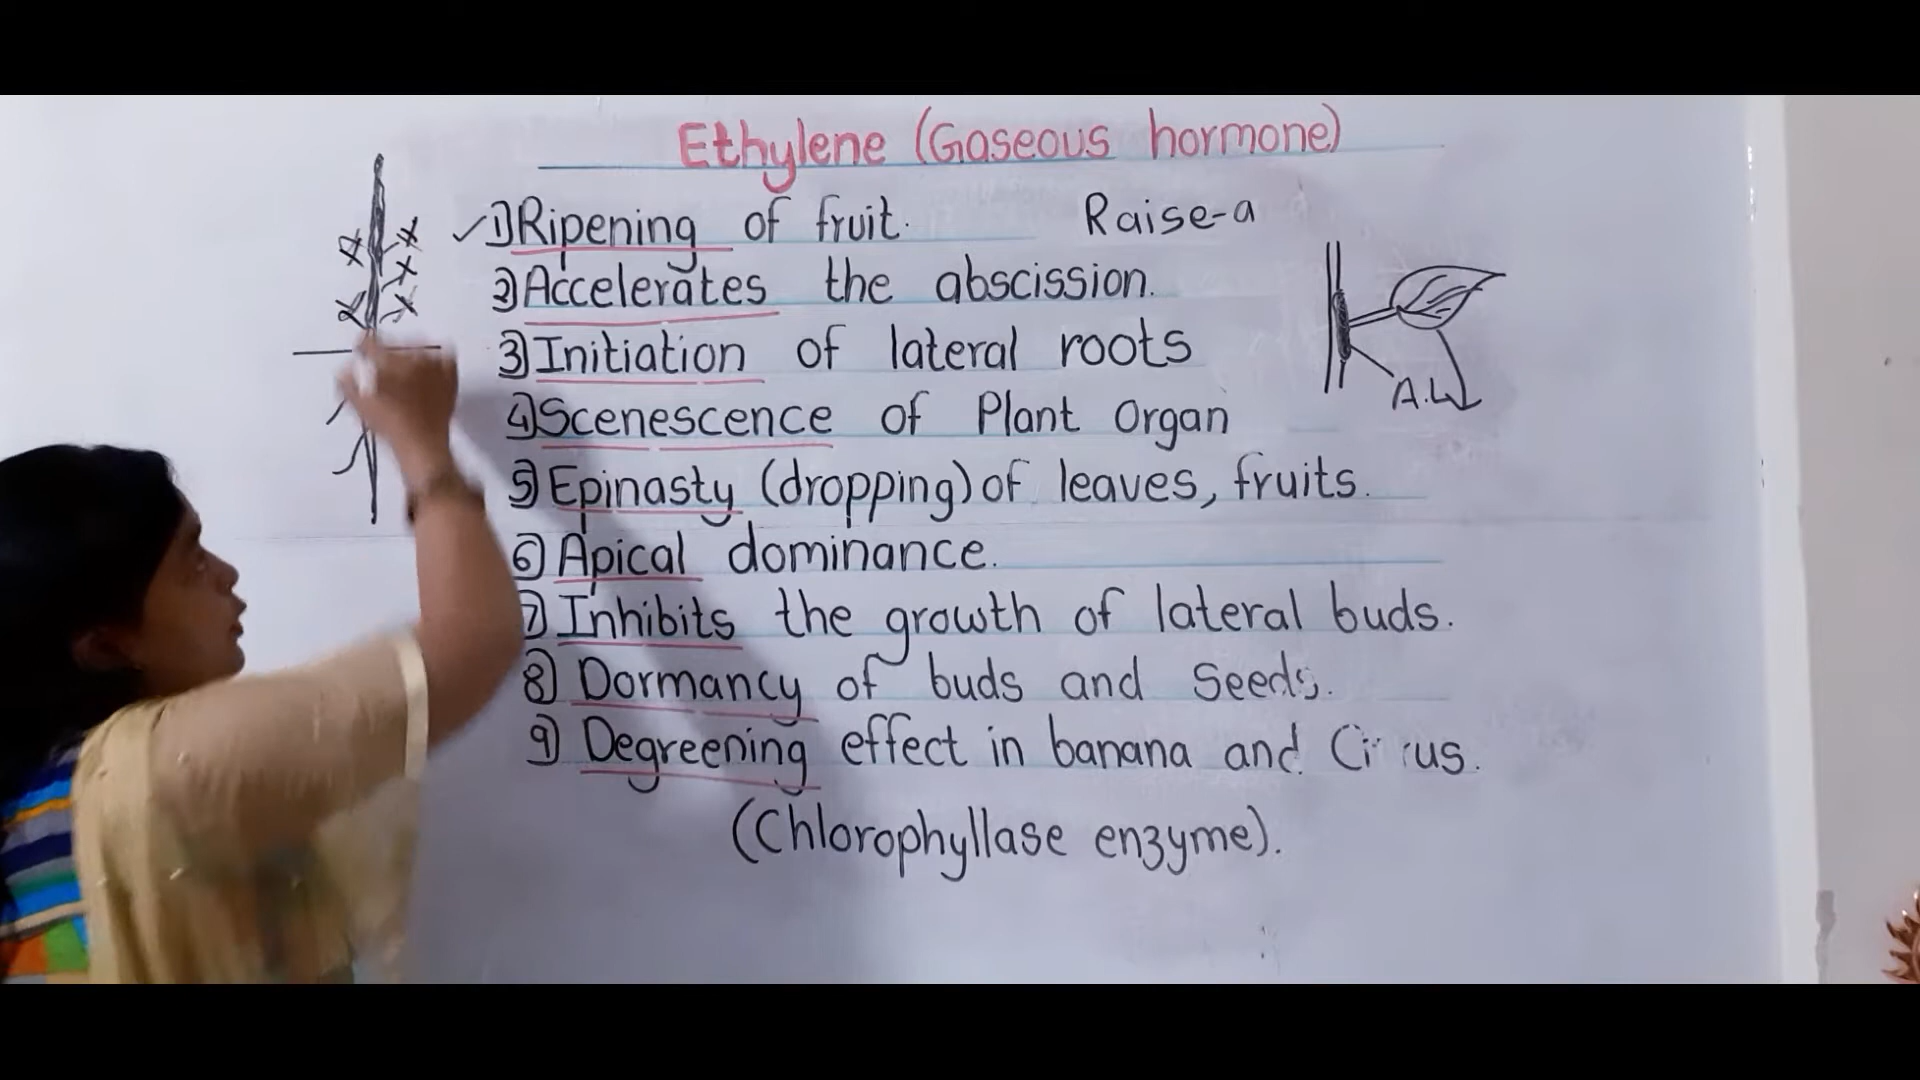 Ethylene (Gaseous hormone)
1) Ripening of fruit.
Raise-a
2) Accelerates the abscission.
3) Initiation of lateral roots
A.L
4) Scenescence of Plant Organ
5) Epinasty (dropping) of leaves, fruits.
6) Apical dominance.
7) Inhibits the growth of lateral buds.
8) Dormancy of buds and Seeds.
9) Degreening effect in banana and
(Chlorophyllase enzyme).